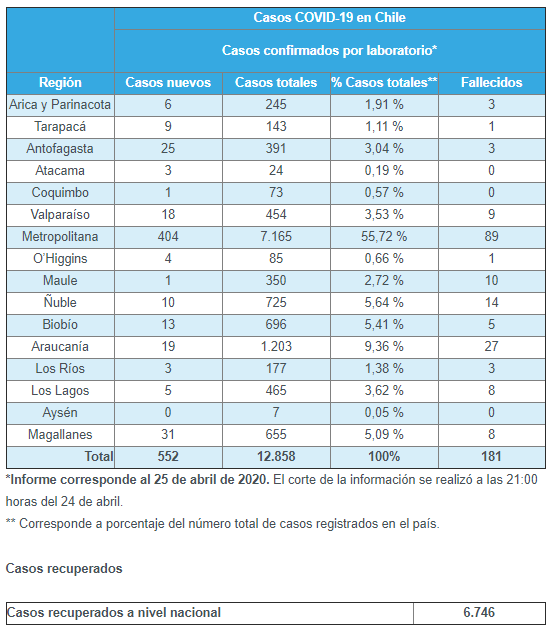 Casos COVID-19 en Chile
Casos confirmados por laboratorio*
Región Casos nuevos Casos totales % Casos totales** Fallecidos
Arica y Parinacota 6 245 1,91 % 3
Tarapacá 9 143 1,11 % 1
Antofagasta 25 391 3,04 % 3
Atacama 3 24 0,19 % 0
Coquimbo 1 73 0,57 % 0
Valparaíso 18 454 3,53 % 9
Metropolitana 404 7.165 55,72 % 89
O’Higgins 4 85 0,66 % 1
Maule 1 350 2,72 % 10
Ñuble 10 725 5,64 % 14
Biobío 13 696 5,41 % 5
Araucanía 19 1.203 9,36 % 27
Los Ríos 3 177 1,38 % 3
Los Lagos 5 465 3,62 % 8
Aysén 0 7 0,05 % 0
Magallanes 31 655 5,09 % 8
Total 552 12.858 100% 181
*Informe corresponde al 25 de abril de 2020. El corte de la información se realizó a las 21:00
horas del 24 de abril.
** Corresponde a porcentaje del número total de casos registrados en el país.
Casos recuperados
Casos recuperados a nivel nacional 6.746